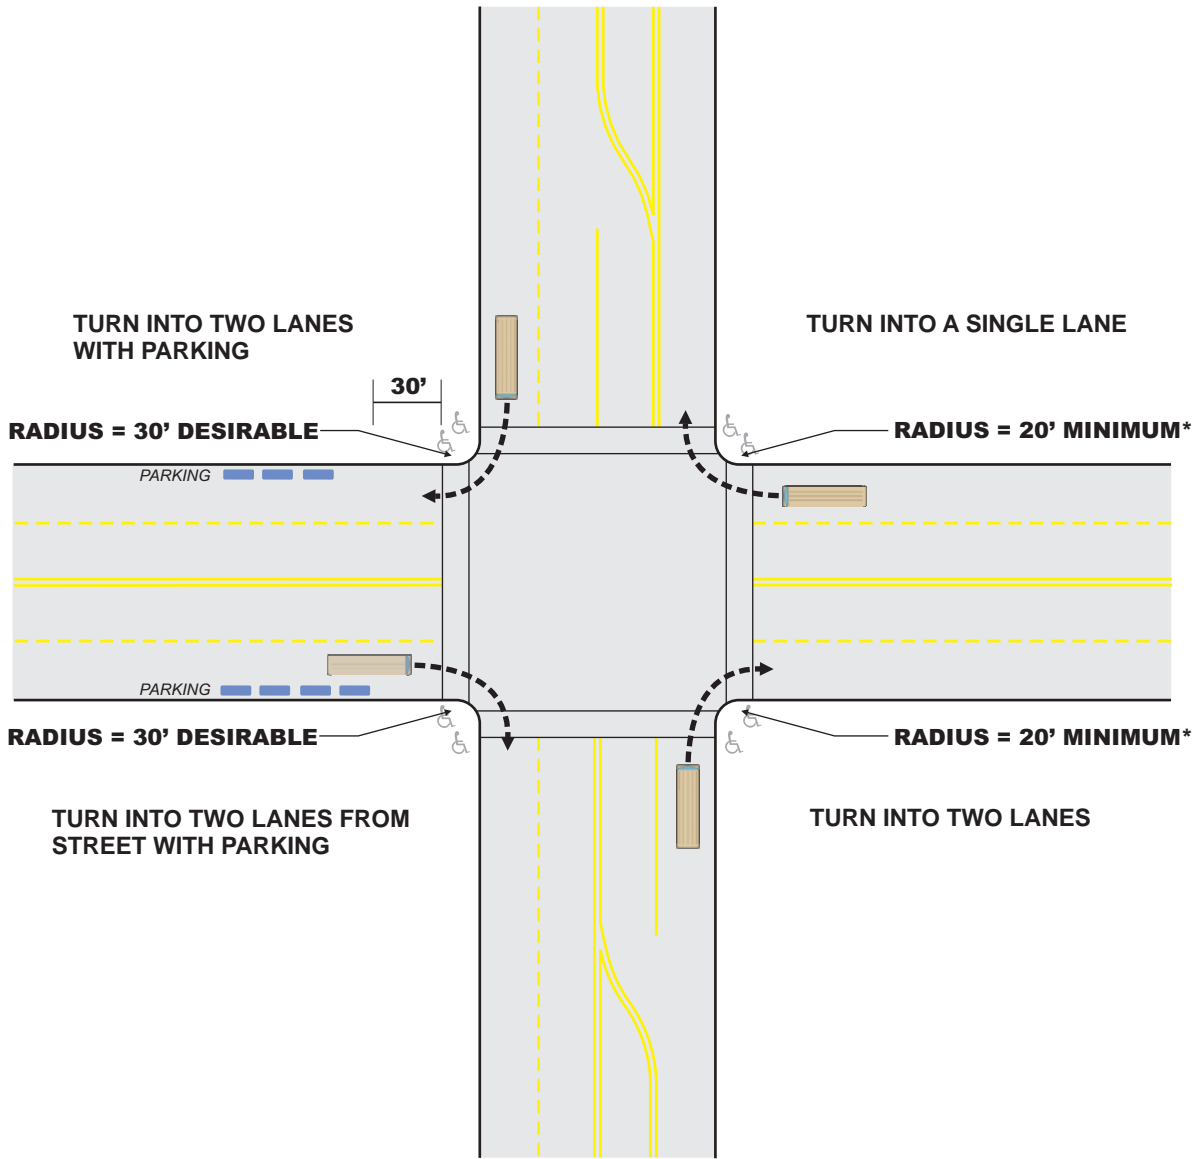 TURN INTO TWO LANES
WITH PARKING
TURN INTO A SINGLE LANE
30’
RADIUS = 30’ DESIRABLE
RADIUS = 20’ MINIMUM*
PARKING
PARKING
RADIUS = 30’ DESIRABLE
RADIUS = 20’ MINIMUM*
TURN INTO TWO LANES FROM
STREET WITH PARKING
TURN INTO TWO LANES